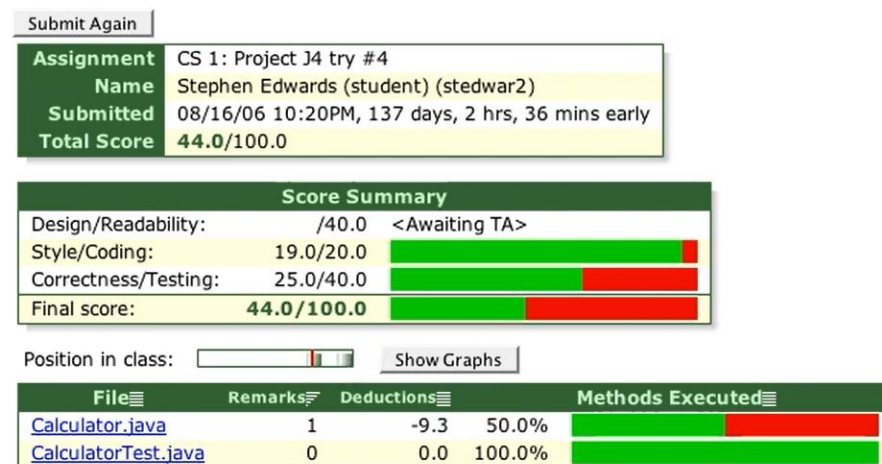 Submit Again
Assignment CS 1: Project J4 try #4
Name Stephen Edwards (student) (stedwar2)
Submitted 08/16/06 10:20PM, 137 days, 2 hrs, 36 mins early
Total Score 44.0/100.0
Score Summary
Design/Readability: /40.0 <Awaiting TA>
Style/Coding: 19.0/20.0
Correctness/Testing: 25.0/40.0
Final score: 44.0/100.0
Position in class: Show Graphs
File Remarks Deductions Methods Executed
Calculator.java 1 -9.3 50.0%
CalculatorTest.java 0 0.0 100.0%